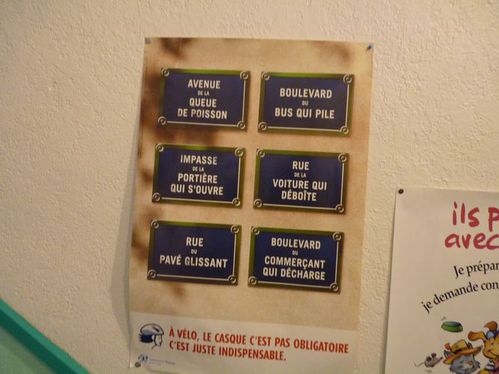 AVENUE
DE LA
QUEUE
DE POISSON
BOULEVARD
DU
BUS QUI PILE
IMPASSE
DE LA
PORTIÈRE
QUI S'OUVRE
RUE
DE LA
VOITURE QUI
DÉBOÎTE
RUE
DU
PAVÉ GLISSANT
BOULEVARD
DU
COMMERÇANT
QUI DÉCHARGE
À VÉLO, LE CASQUE C'EST PAS OBLIGATOIRE
C'EST JUSTE INDISPENSABLE.
ils p
avec
Je prépar
je demande con